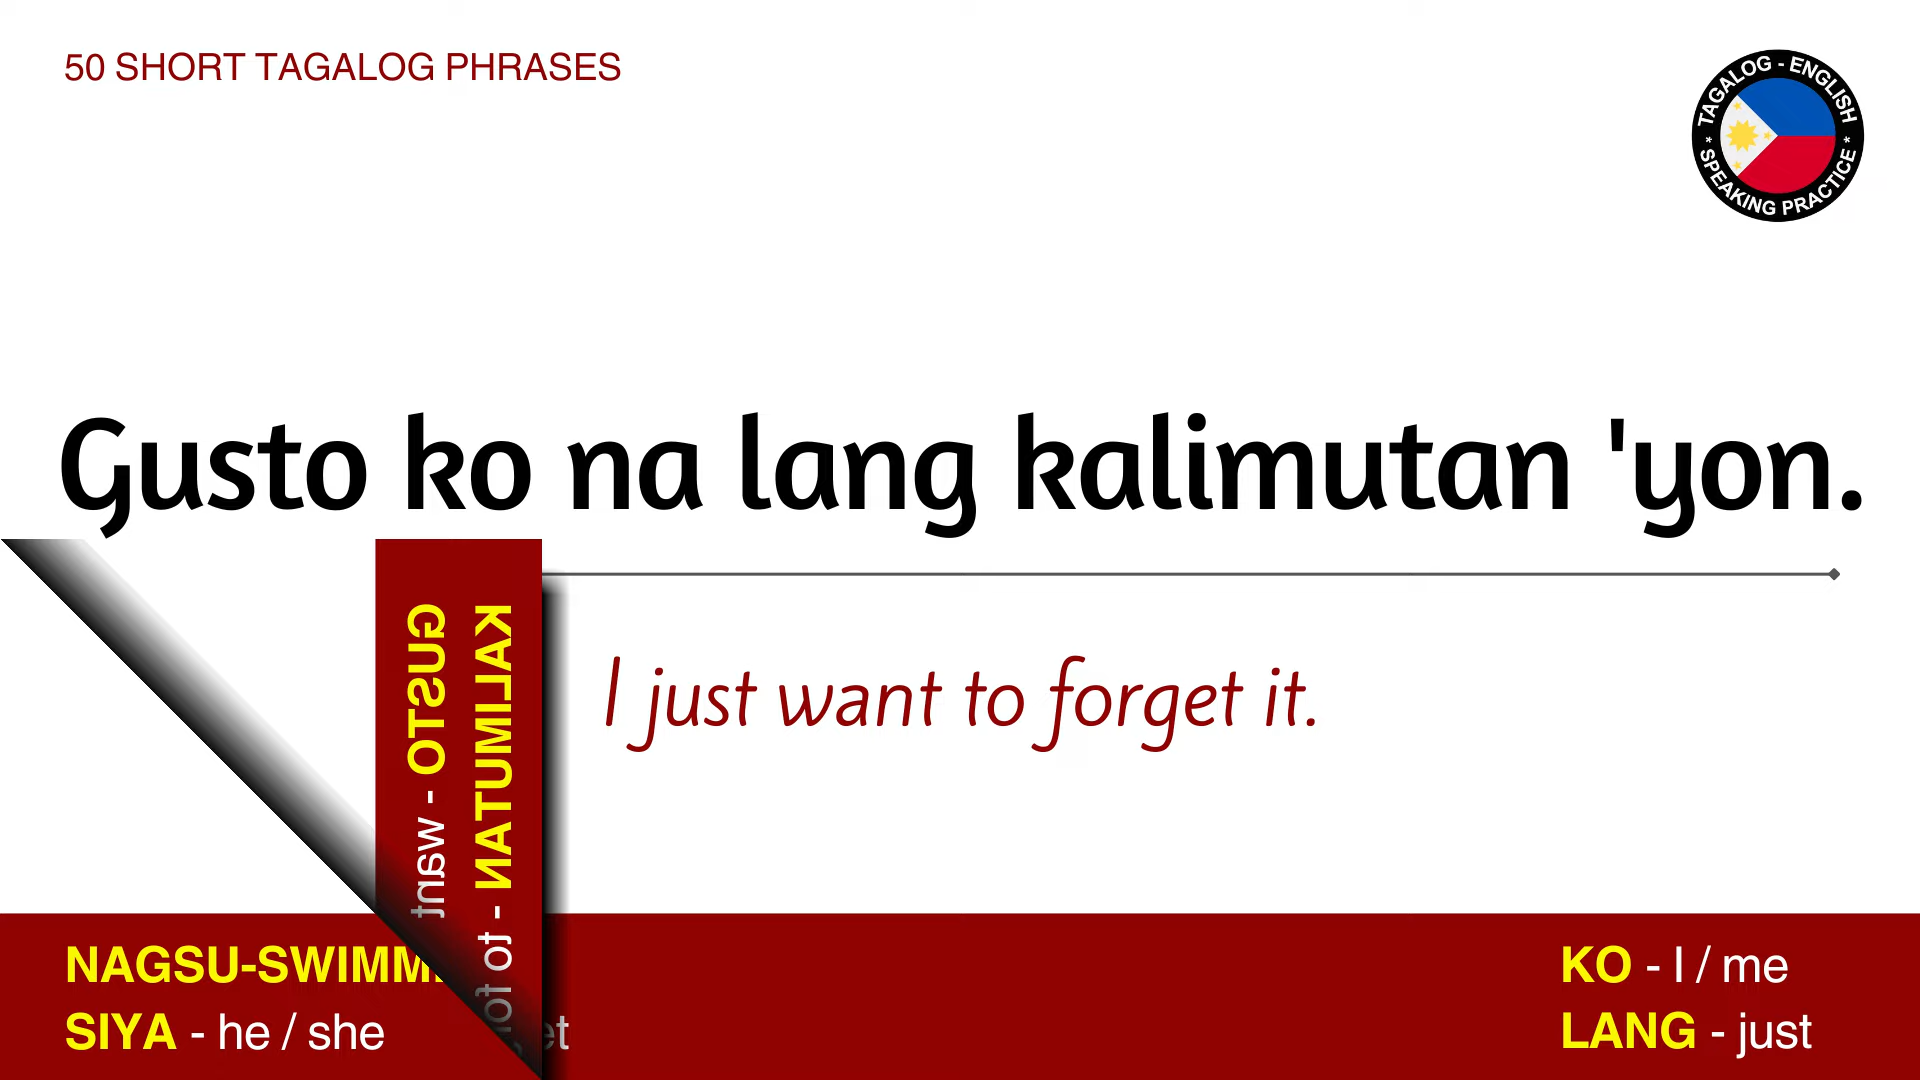 50 SHORT TAGALOG PHRASES
TAGALOG - ENGLISH
* SPEAKING PRACTICE *
Gusto ko na lang kalimutan 'yon.
I just want to forget it.
GUSTO - want
KALIMUTAN - to
SIYA - he / she
KO - I / me
LANG - just